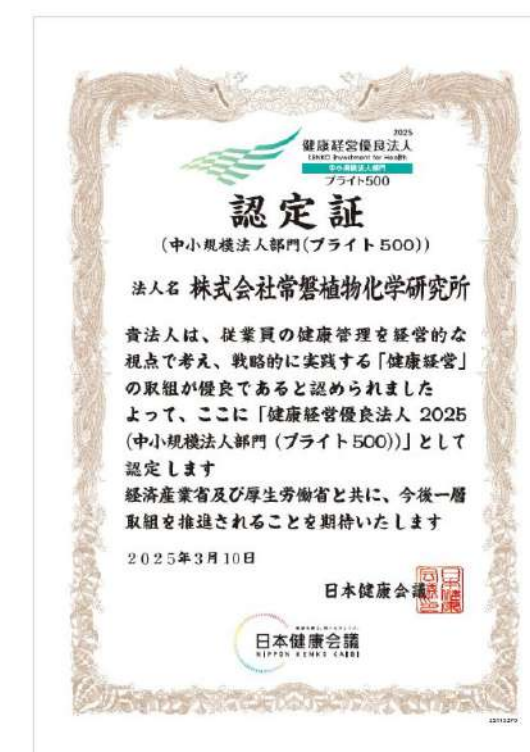 2025
健康経営優良法人
KENKO Investment for Health
中小規模法人部門
ブライト500
認定証
(中小規模法人部門(ブライト500))
法人名 株式会社常磐植物化学研究所
貴法人は、従業員の健康管理を経営的な
視点で考え、戦略的に実践する「健康経営」
の取組が優良であると認められました
よって、ここに「健康経営優良法人 2025
(中小規模法人部門 (ブライト500))」として
認定します
経済産業省及び厚生労働省と共に、今後一層
取組を推進されることを期待いたします
2025年3月10日
日本健康会議
日本健康会議
NIPPON KENKO KAIGI